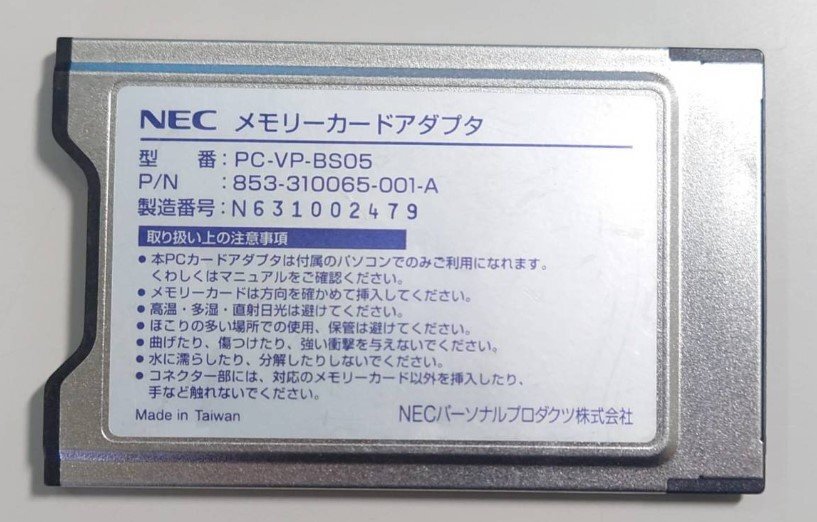 NEC メモリーカードアダプタ
型 番：PC-VP-BS05
P/N ：853-310065-001-A
製造番号：N631002479
取り扱い上の注意事項
● 本PCカードアダプタは付属のパソコンでのみご利用になれます。
くわしくはマニュアルをご確認ください。
● メモリーカードは方向を確かめて挿入してください。
● 高温・多湿・直射日光は避けてください。
● ほこりの多い場所での使用、保管は避けてください。
● 曲げたり、傷つけたり、強い衝撃を与えないでください。
● 水に濡らしたり、分解したりしないでください。
● コネクター部には、対応のメモリーカード以外を挿入したり、
手など触れないでください。
Made in Taiwan
NECパーソナルプロダクツ株式会社